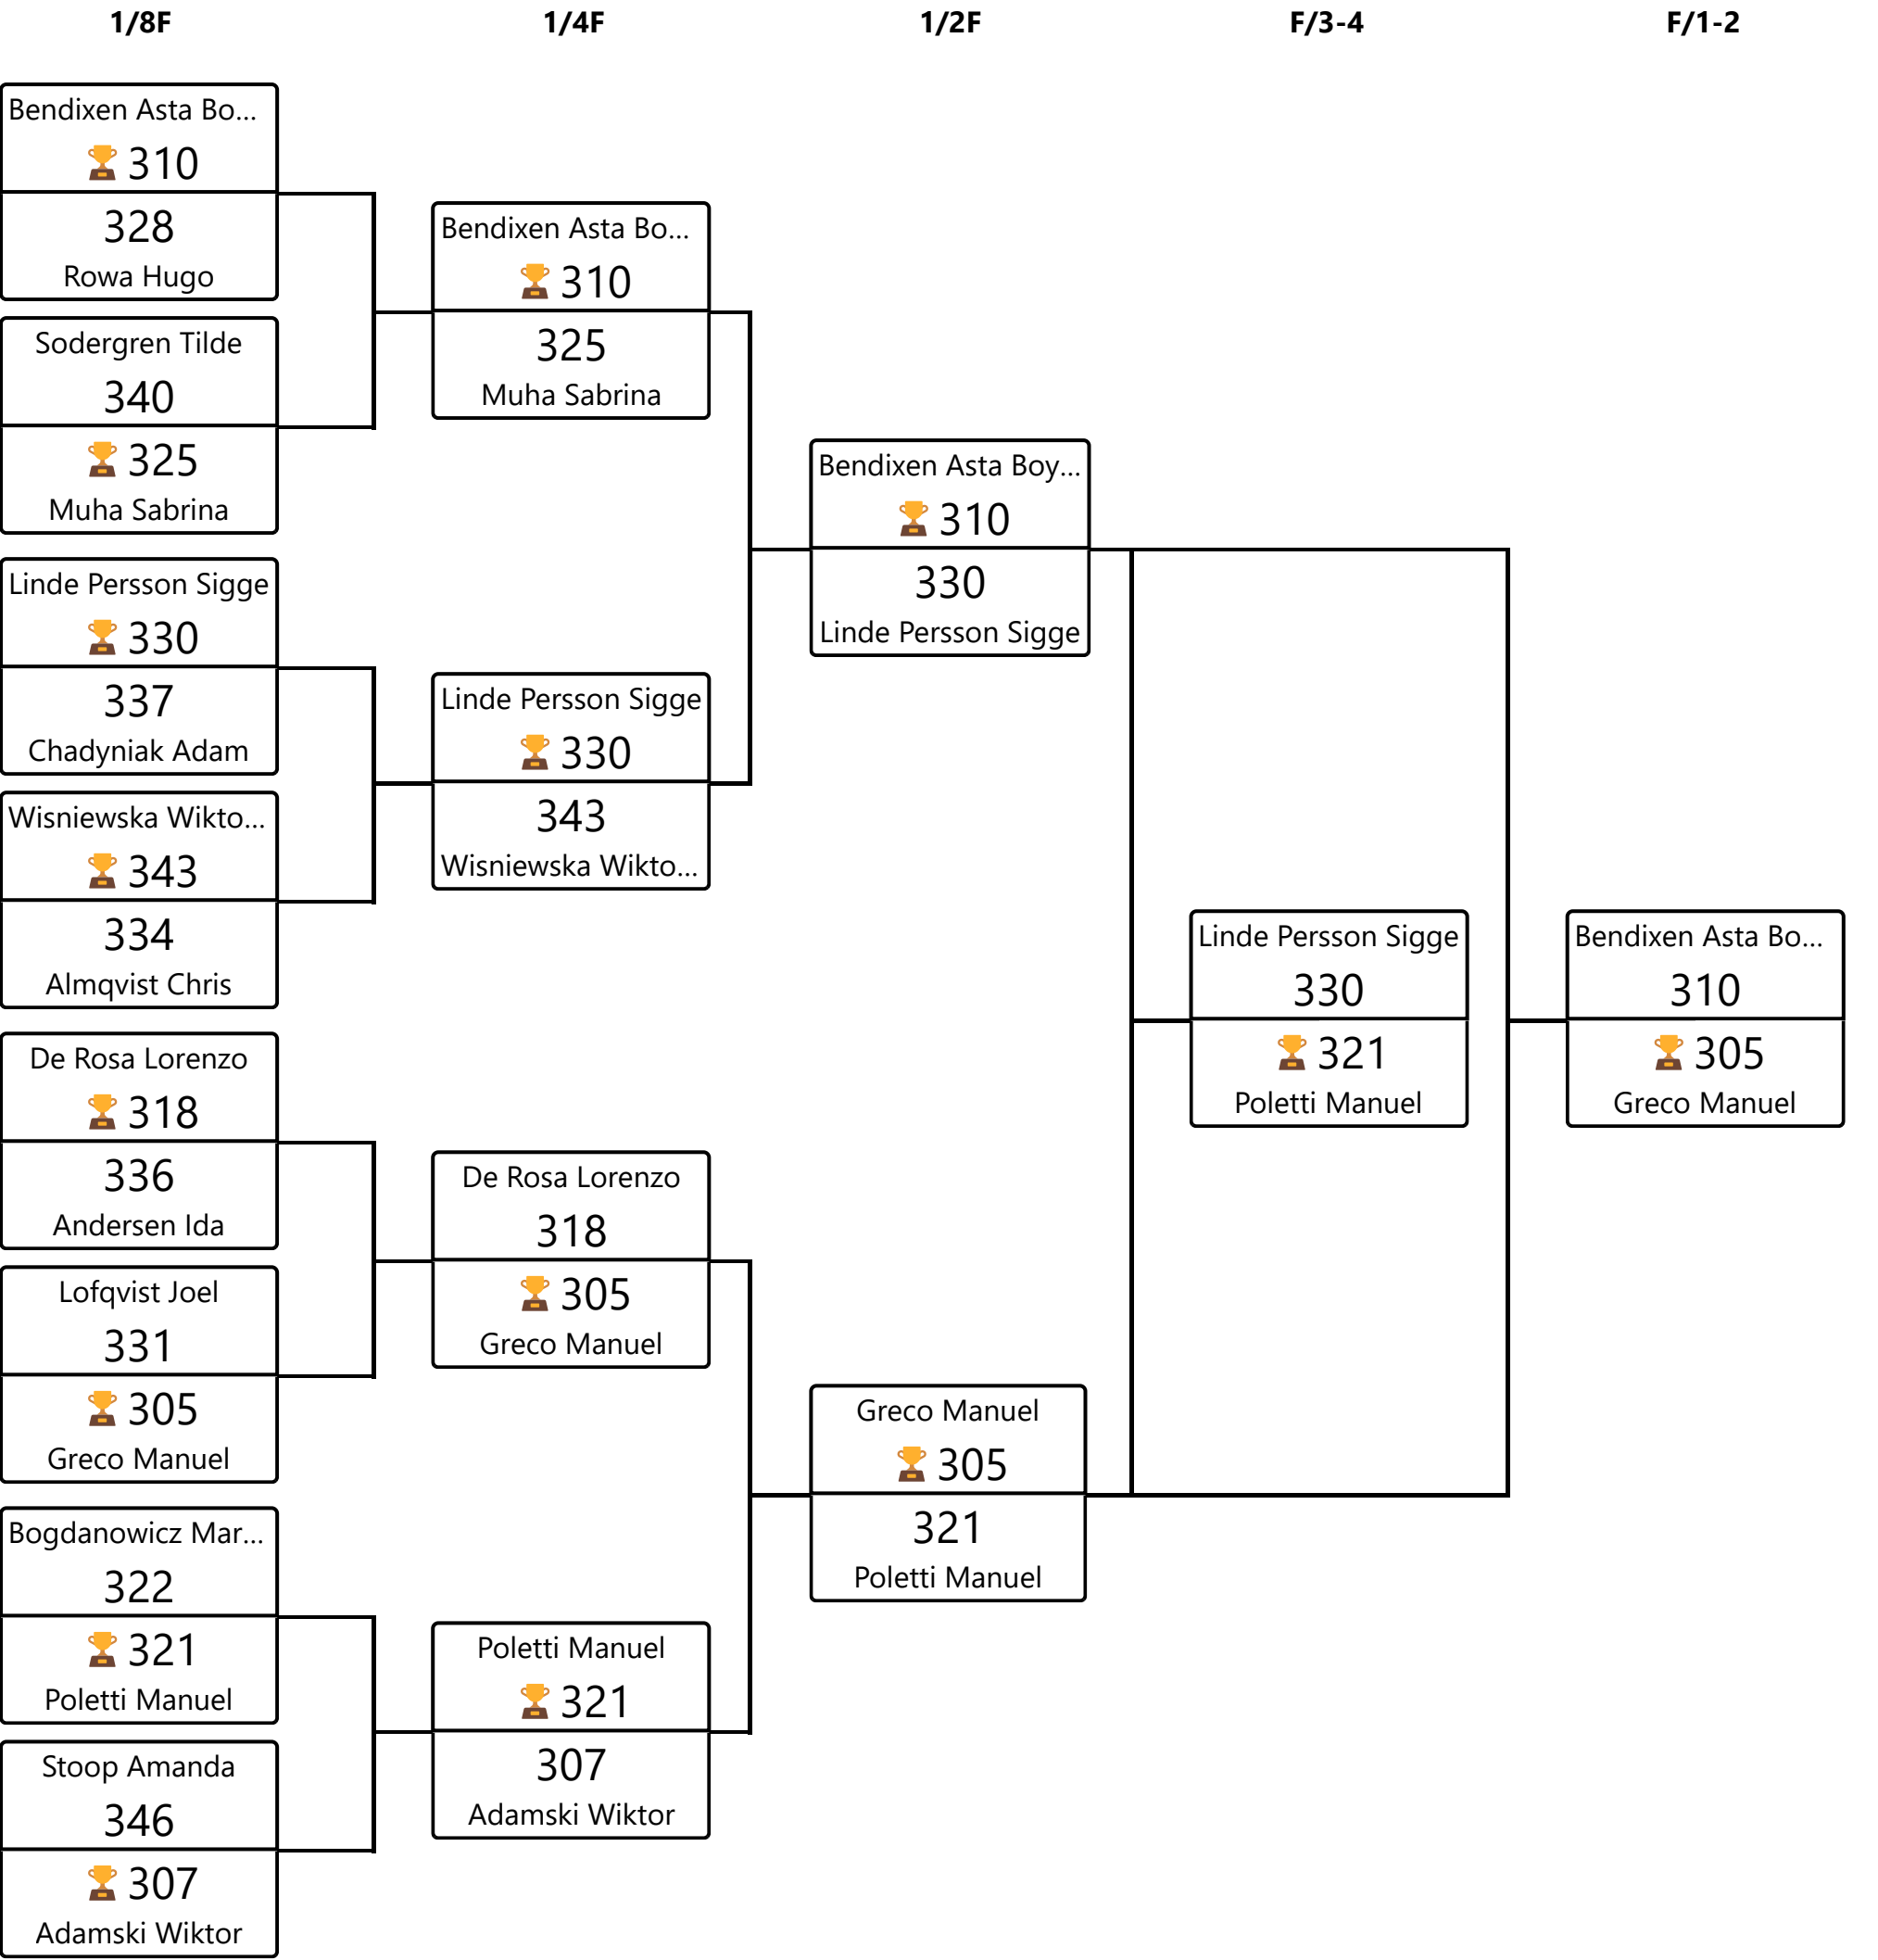 1/8F
1/4F
1/2F
F/3-4
F/1-2
Bendixen Asta Bo...
310
328
Rowa Hugo
Sodergren Tilde
340
325
Muha Sabrina
Linde Persson Sigge
330
337
Chadyniak Adam
Wisniewska Wikto...
343
334
Almqvist Chris
De Rosa Lorenzo
318
336
Andersen Ida
Lofqvist Joel
331
305
Greco Manuel
Bogdanowicz Mar...
322
321
Poletti Manuel
Stoop Amanda
346
307
Adamski Wiktor
Bendixen Asta Bo...
310
325
Muha Sabrina
Linde Persson Sigge
330
343
Wisniewska Wikto...
De Rosa Lorenzo
318
305
Greco Manuel
Poletti Manuel
321
307
Adamski Wiktor
Bendixen Asta Boy...
310
330
Linde Persson Sigge
Greco Manuel
305
321
Poletti Manuel
Linde Persson Sigge
330
321
Poletti Manuel
Bendixen Asta Bo...
310
305
Greco Manuel